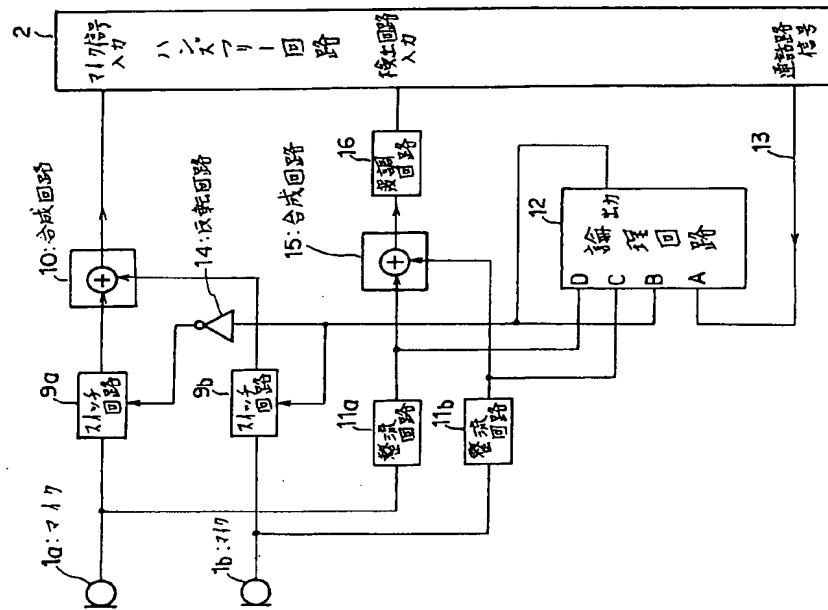 1a:マイク
1b:マイク
9a
スイッチ
回路
9b
スイッチ
回路
10:合成回路
14:反転回路
11a
整流
回路
11b
整流
回路
15:合成回路
16
変調
回路
12
論理回路
出力
D
C
B
A
13
2
マイク信号
入力
ハンズフリー回路
検出回路
入力
通話路
信号